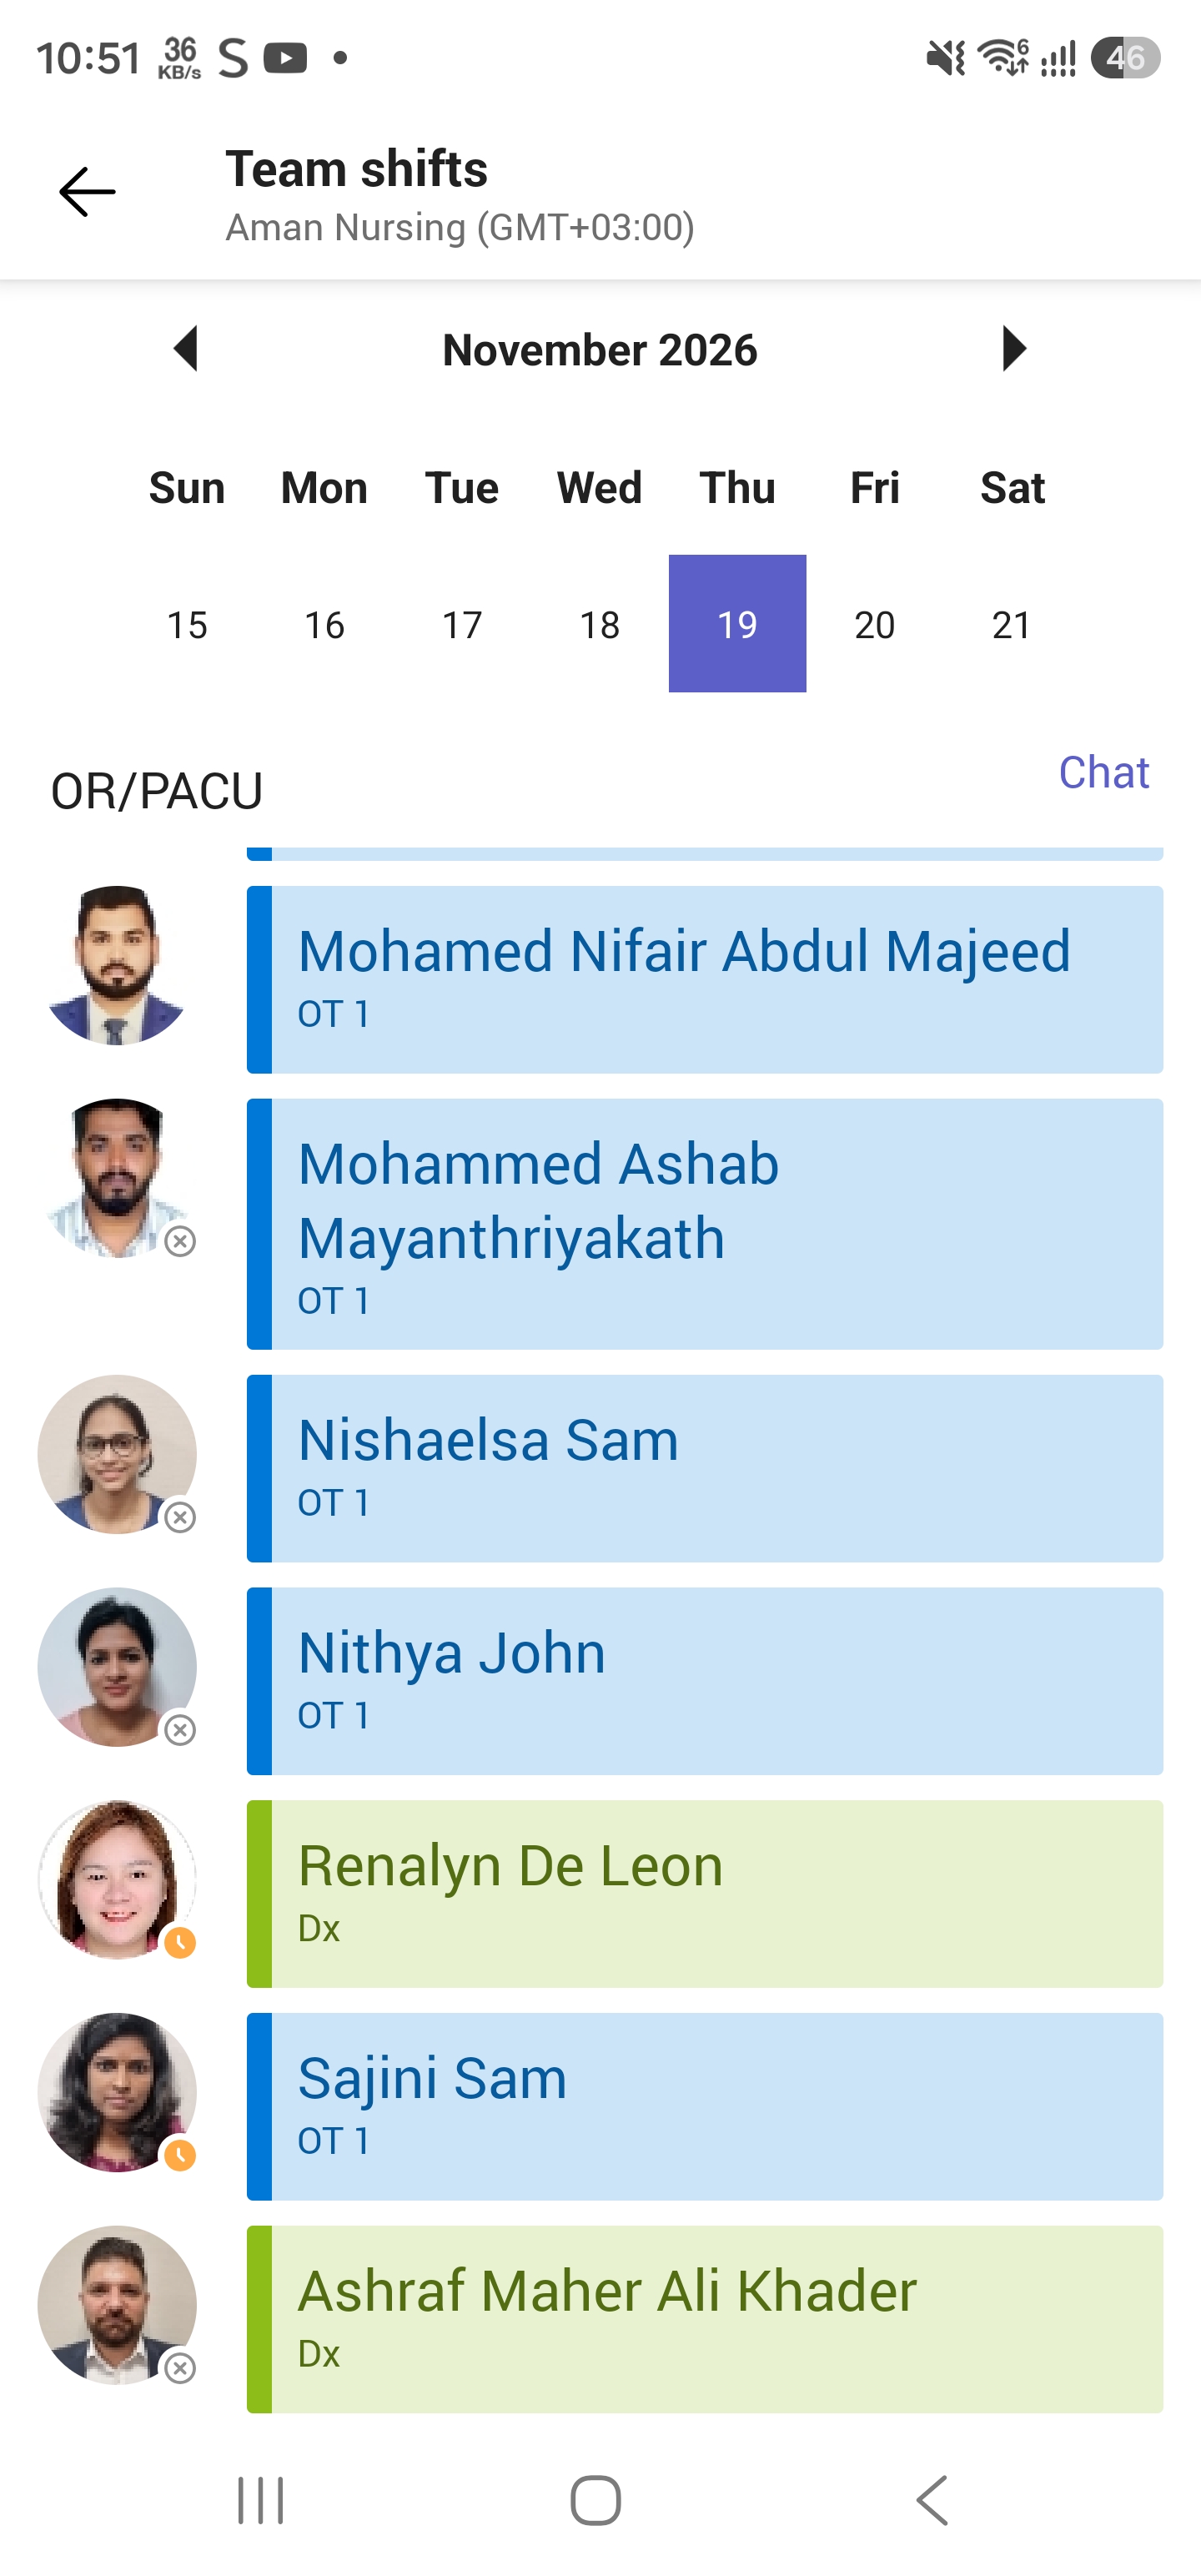 10:51 36 KB/s S 6 46
Team shifts
Aman Nursing (GMT+03:00)
November 2026
Sun Mon Tue Wed Thu Fri Sat
15 16 17 18 19 20 21
OR/PACU
Chat
Mohamed Nifair Abdul Majeed
OT 1
Mohammed Ashab
Mayanthriyakath
OT 1
Nishaelsa Sam
OT 1
Nithya John
OT 1
Renalyn De Leon
Dx
Sajini Sam
OT 1
Ashraf Maher Ali Khader
Dx